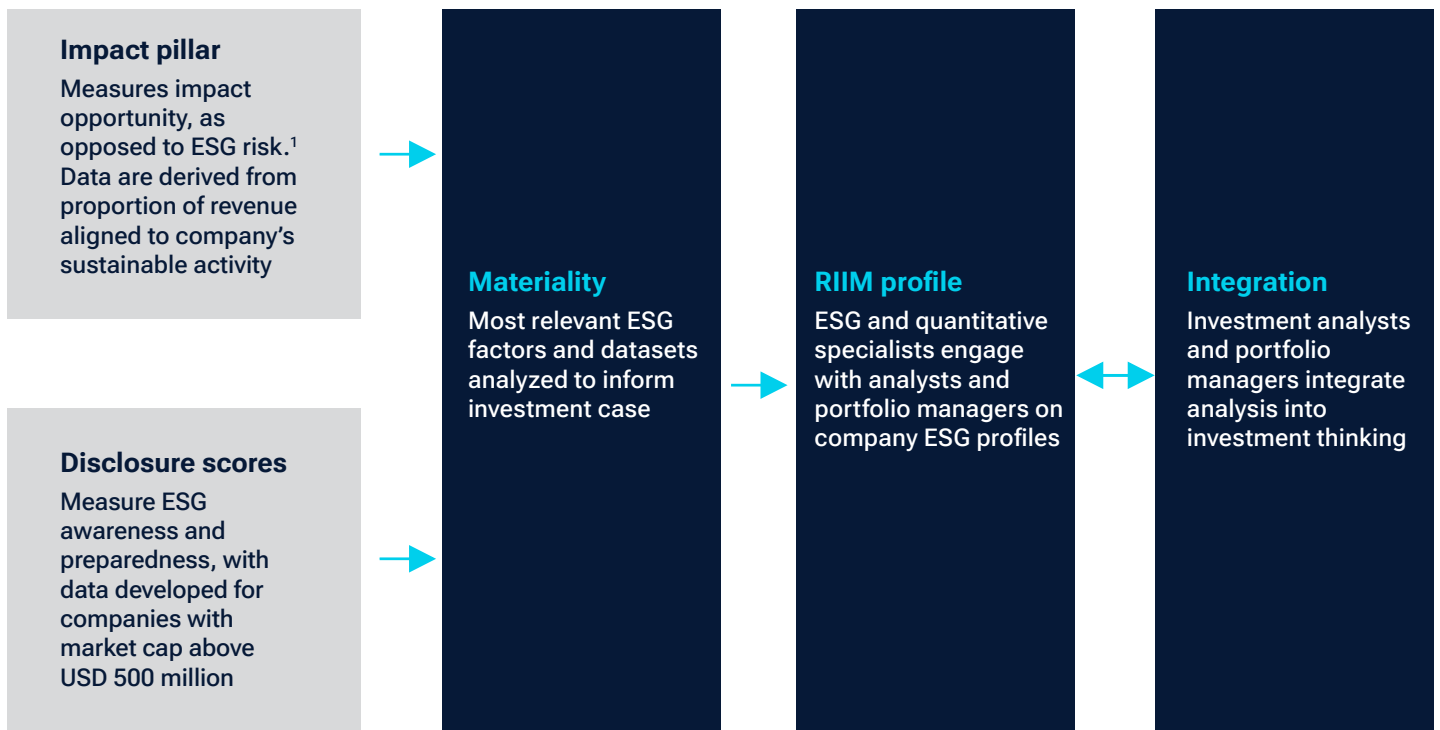 Impact pillar
Measures impact
opportunity, as
opposed to ESG risk.¹
Data are derived from
proportion of revenue
aligned to company’s
sustainable activity
Disclosure scores
Measure ESG
awareness and
preparedness, with
data developed for
companies with
market cap above
USD 500 million
Materiality
Most relevant ESG
factors and datasets
analyzed to inform
investment case
RIIM profile
ESG and quantitative
specialists engage
with analysts and
portfolio managers on
company ESG profiles
Integration
Investment analysts
and portfolio
managers integrate
analysis into
investment thinking